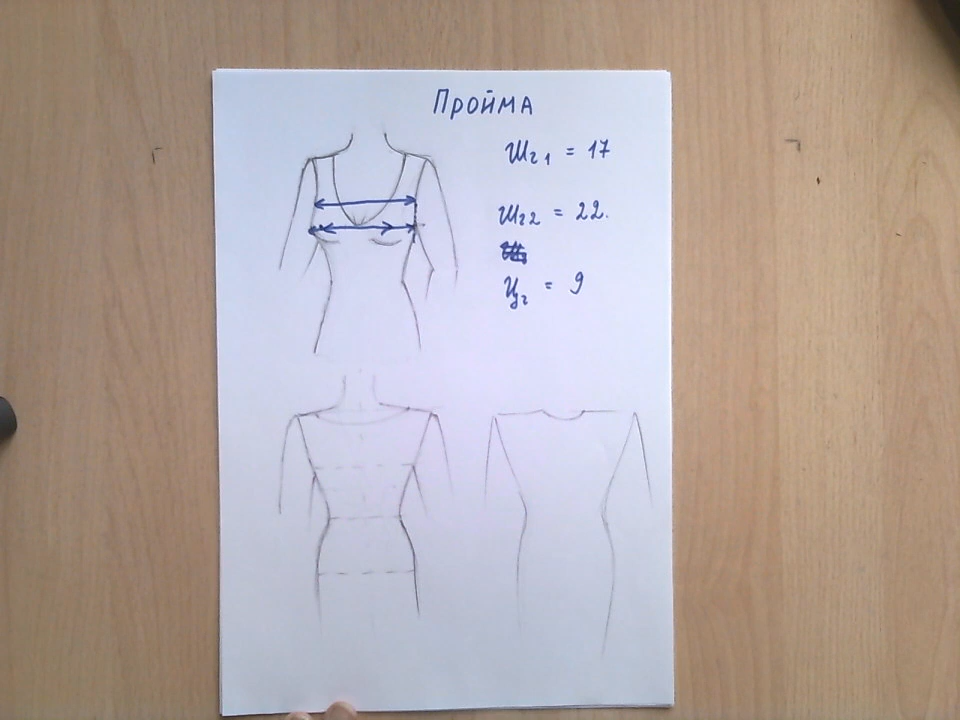 Пройма
Шг1 = 17
Шг2 = 22.
Цг = 9